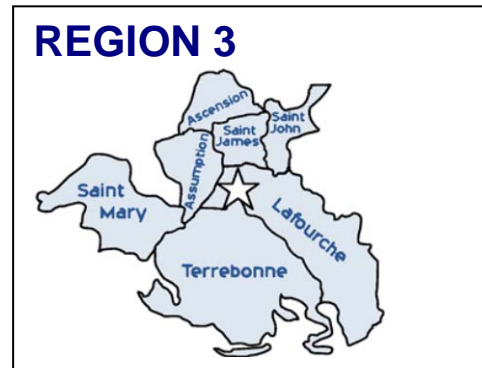 REGION 3
Ascension
Saint
James
Saint
John
Assumption
Saint
Mary
Lafourche
Terrebonne